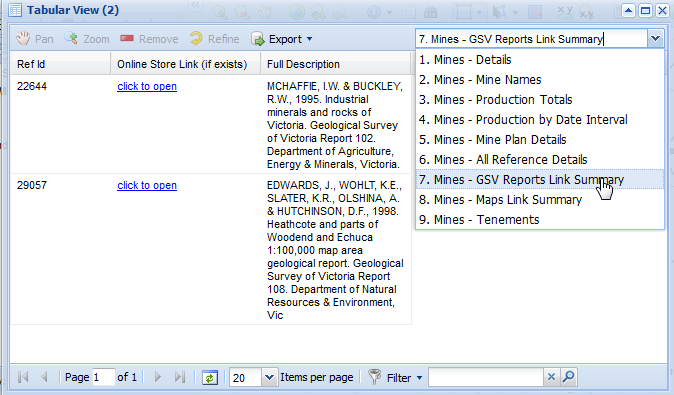 Tabular View (2)
Pan Zoom Remove Refine Export 7. Mines - GSV Reports Link Summary
Ref Id Online Store Link (if exists) Full Description
1. Mines - Details
2. Mines - Mine Names
3. Mines - Production Totals
4. Mines - Production by Date Interval
5. Mines - Mine Plan Details
6. Mines - All Reference Details
7. Mines - GSV Reports Link Summary
8. Mines - Maps Link Summary
9. Mines - Tenements
22644 click to open MCHAFFIE, I.W. & BUCKLEY,
R.W., 1995. Industrial
minerals and rocks of
Victoria. Geological Survey
of Victoria Report 102.
Department of Agriculture,
Energy & Minerals, Victoria.
29057 click to open EDWARDS, J., WOHLT, K.E.,
SLATER, K.R., OLSHINA, A.
& HUTCHINSON, D.F., 1998.
Heathcote and parts of
Woodend and Echuca
1:100,000 map area
geological report. Geological
Survey of Victoria Report
108. Department of Natural
Resources & Environment,
Vic
Page 1 of 1 20 Items per page Filter